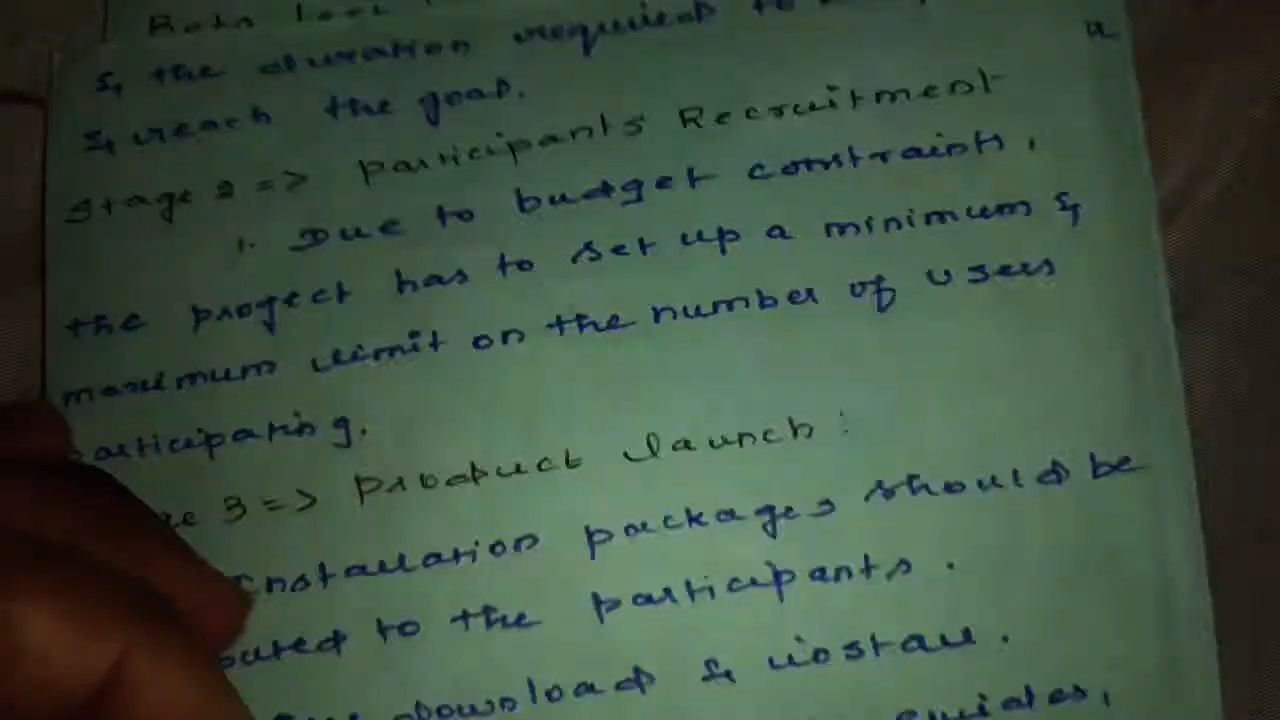 & the duration required to
& reach the goal.
a
Stage 2 => Participants Recruitment
1. Due to budget constraints,
the project has to set up a minimum &
maximum limit on the number of users
participating.
3 => Product launch:
Installation packages should be
to the participants.
download & install.